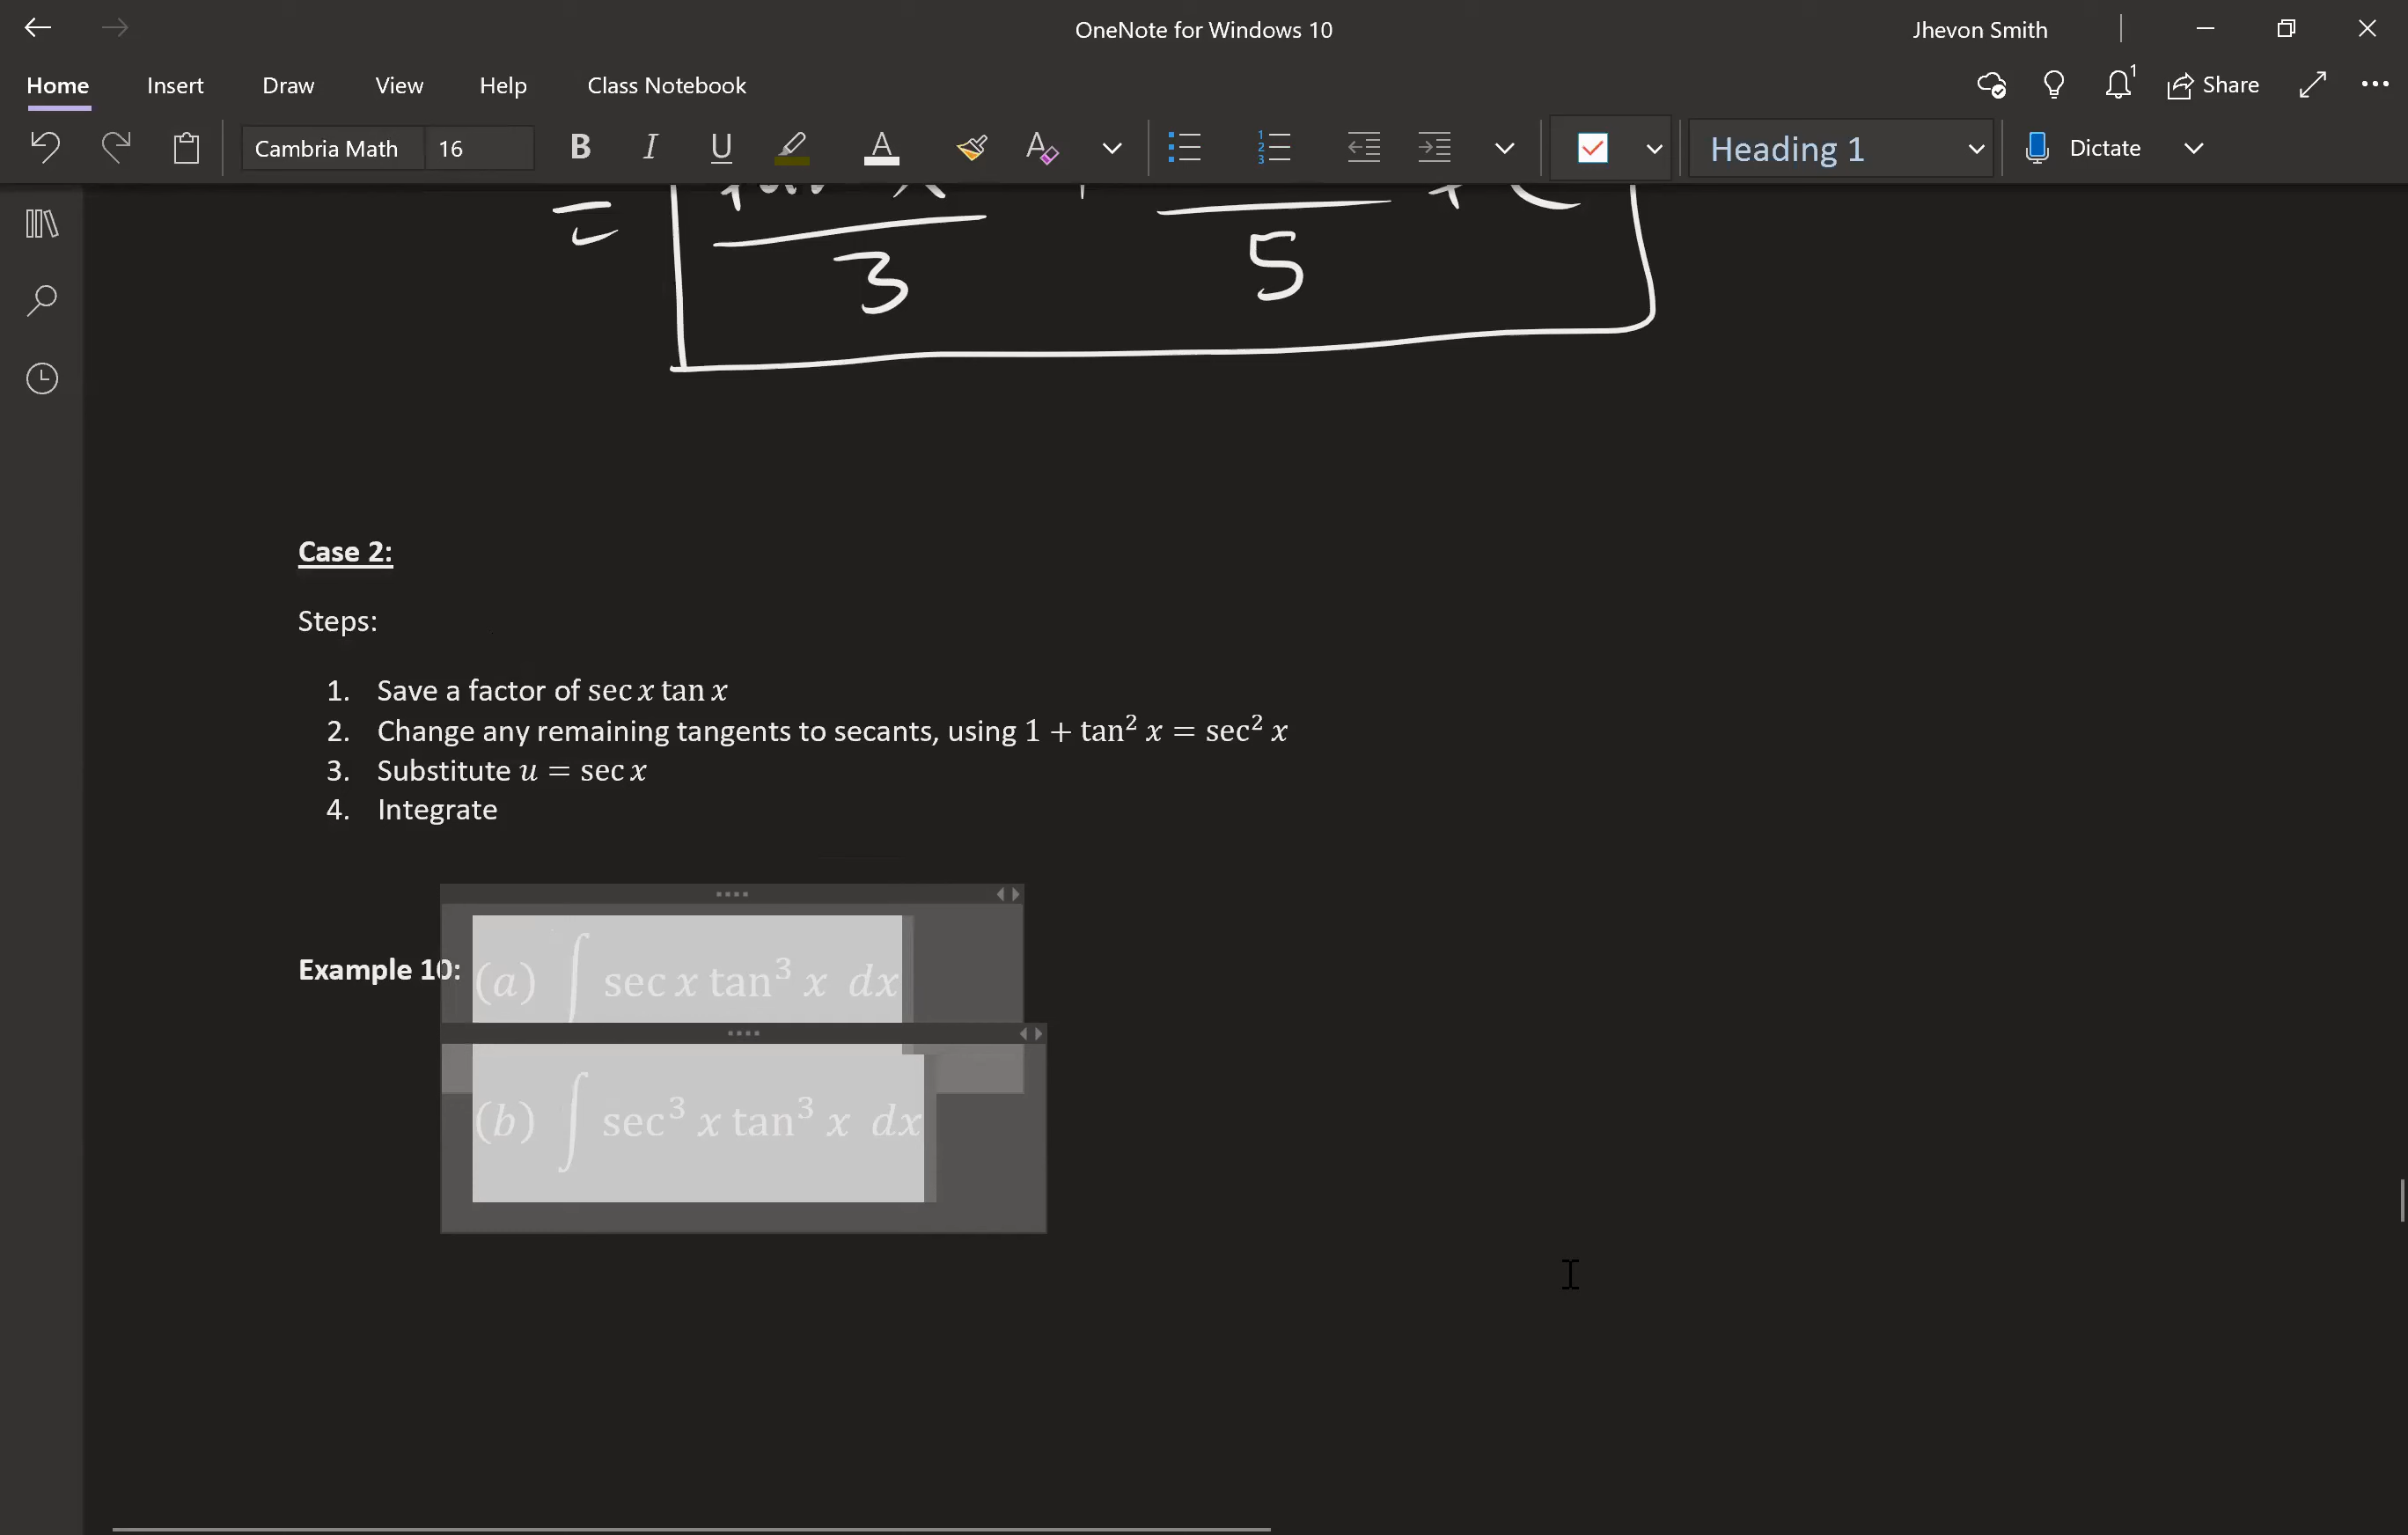 OneNote for Windows 10
Jhevon Smith
Home Insert Draw View Help Class Notebook
1 Share
Cambria Math 16 B I U A A Heading 1 Dictate
= + C
3 5
Case 2:
Steps:
1. Save a factor of sec x tan x
2. Change any remaining tangents to secants, using 1 + tan² x = sec² x
3. Substitute u = sec x
4. Integrate
Example 10: (a) ∫ sec x tan³ x dx
(b) ∫ sec³ x tan³ x dx